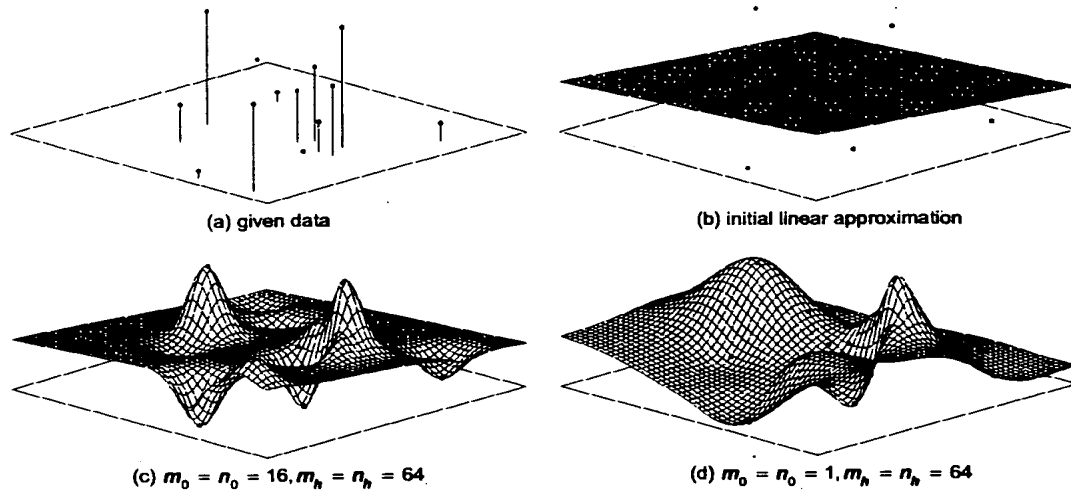 (a) given data
(b) initial linear approximation
(c) m₀ = n₀ = 16, mₕ = nₕ = 64
(d) m₀ = n₀ = 1, mₕ = nₕ = 64